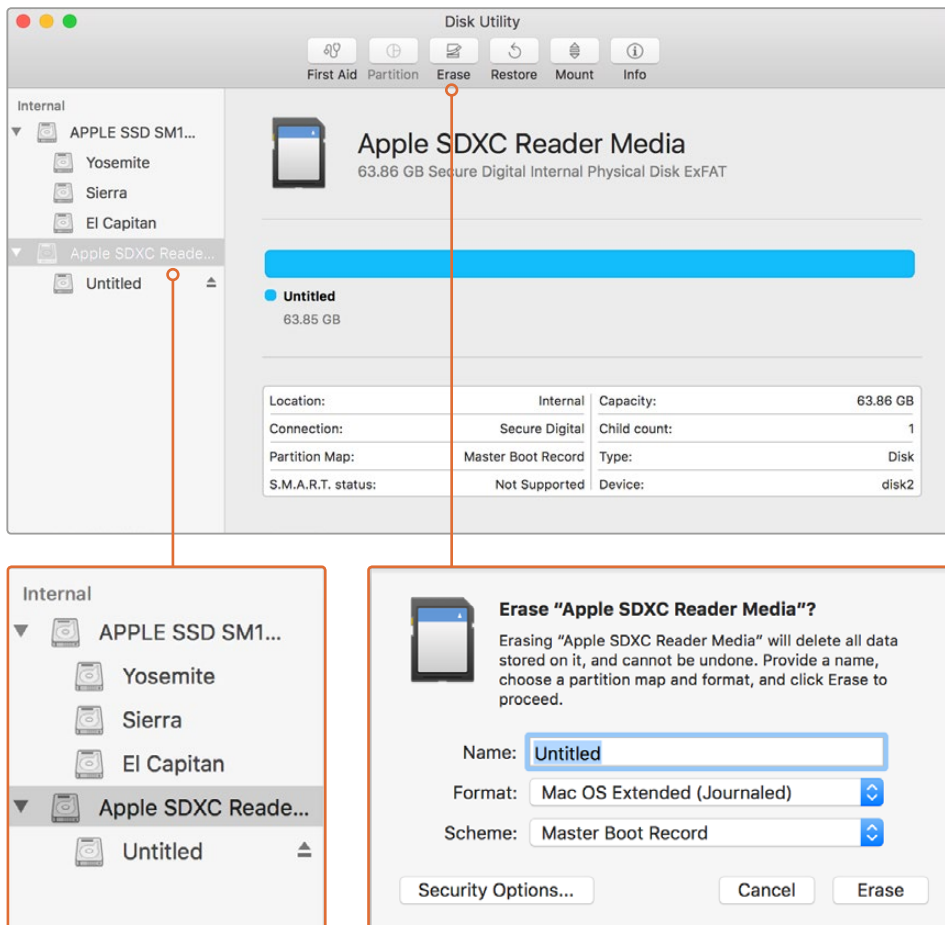 Disk Utility
First Aid Partition Erase Restore Mount Info
Internal
APPLE SSD SM1...
Yosemite
Sierra
El Capitan
Apple SDXC Reade...
Untitled
Apple SDXC Reader Media
63.86 GB Secure Digital Internal Physical Disk ExFAT
Untitled
63.85 GB
Location: Internal Capacity: 63.86 GB
Connection: Secure Digital Child count: 1
Partition Map: Master Boot Record Type: Disk
S.M.A.R.T. status: Not Supported Device: disk2
Internal
APPLE SSD SM1...
Yosemite
Sierra
El Capitan
Apple SDXC Reade...
Untitled
Erase “Apple SDXC Reader Media”?
Erasing “Apple SDXC Reader Media” will delete all data
stored on it, and cannot be undone. Provide a name,
choose a partition map and format, and click Erase to
proceed.
Name: Untitled
Format: Mac OS Extended (Journaled)
Scheme: Master Boot Record
Security Options... Cancel Erase